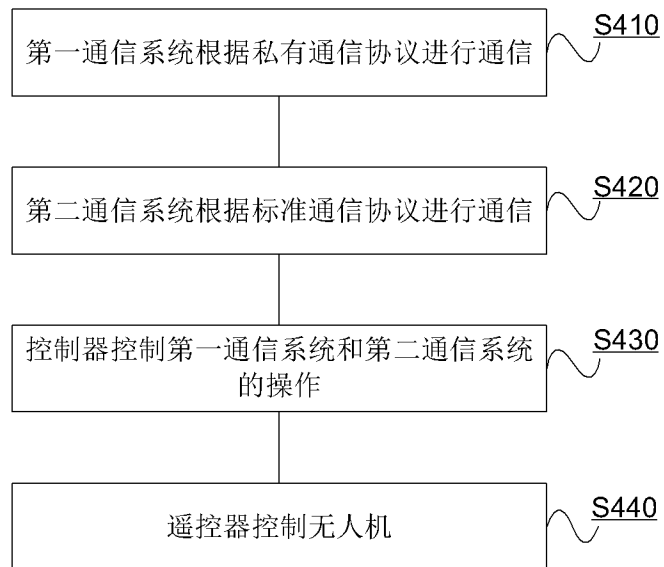 第一通信系统根据私有通信协议进行通信
S410
第二通信系统根据标准通信协议进行通信
S420
控制器控制第一通信系统和第二通信系统
的操作
S430
遥控器控制无人机
S440